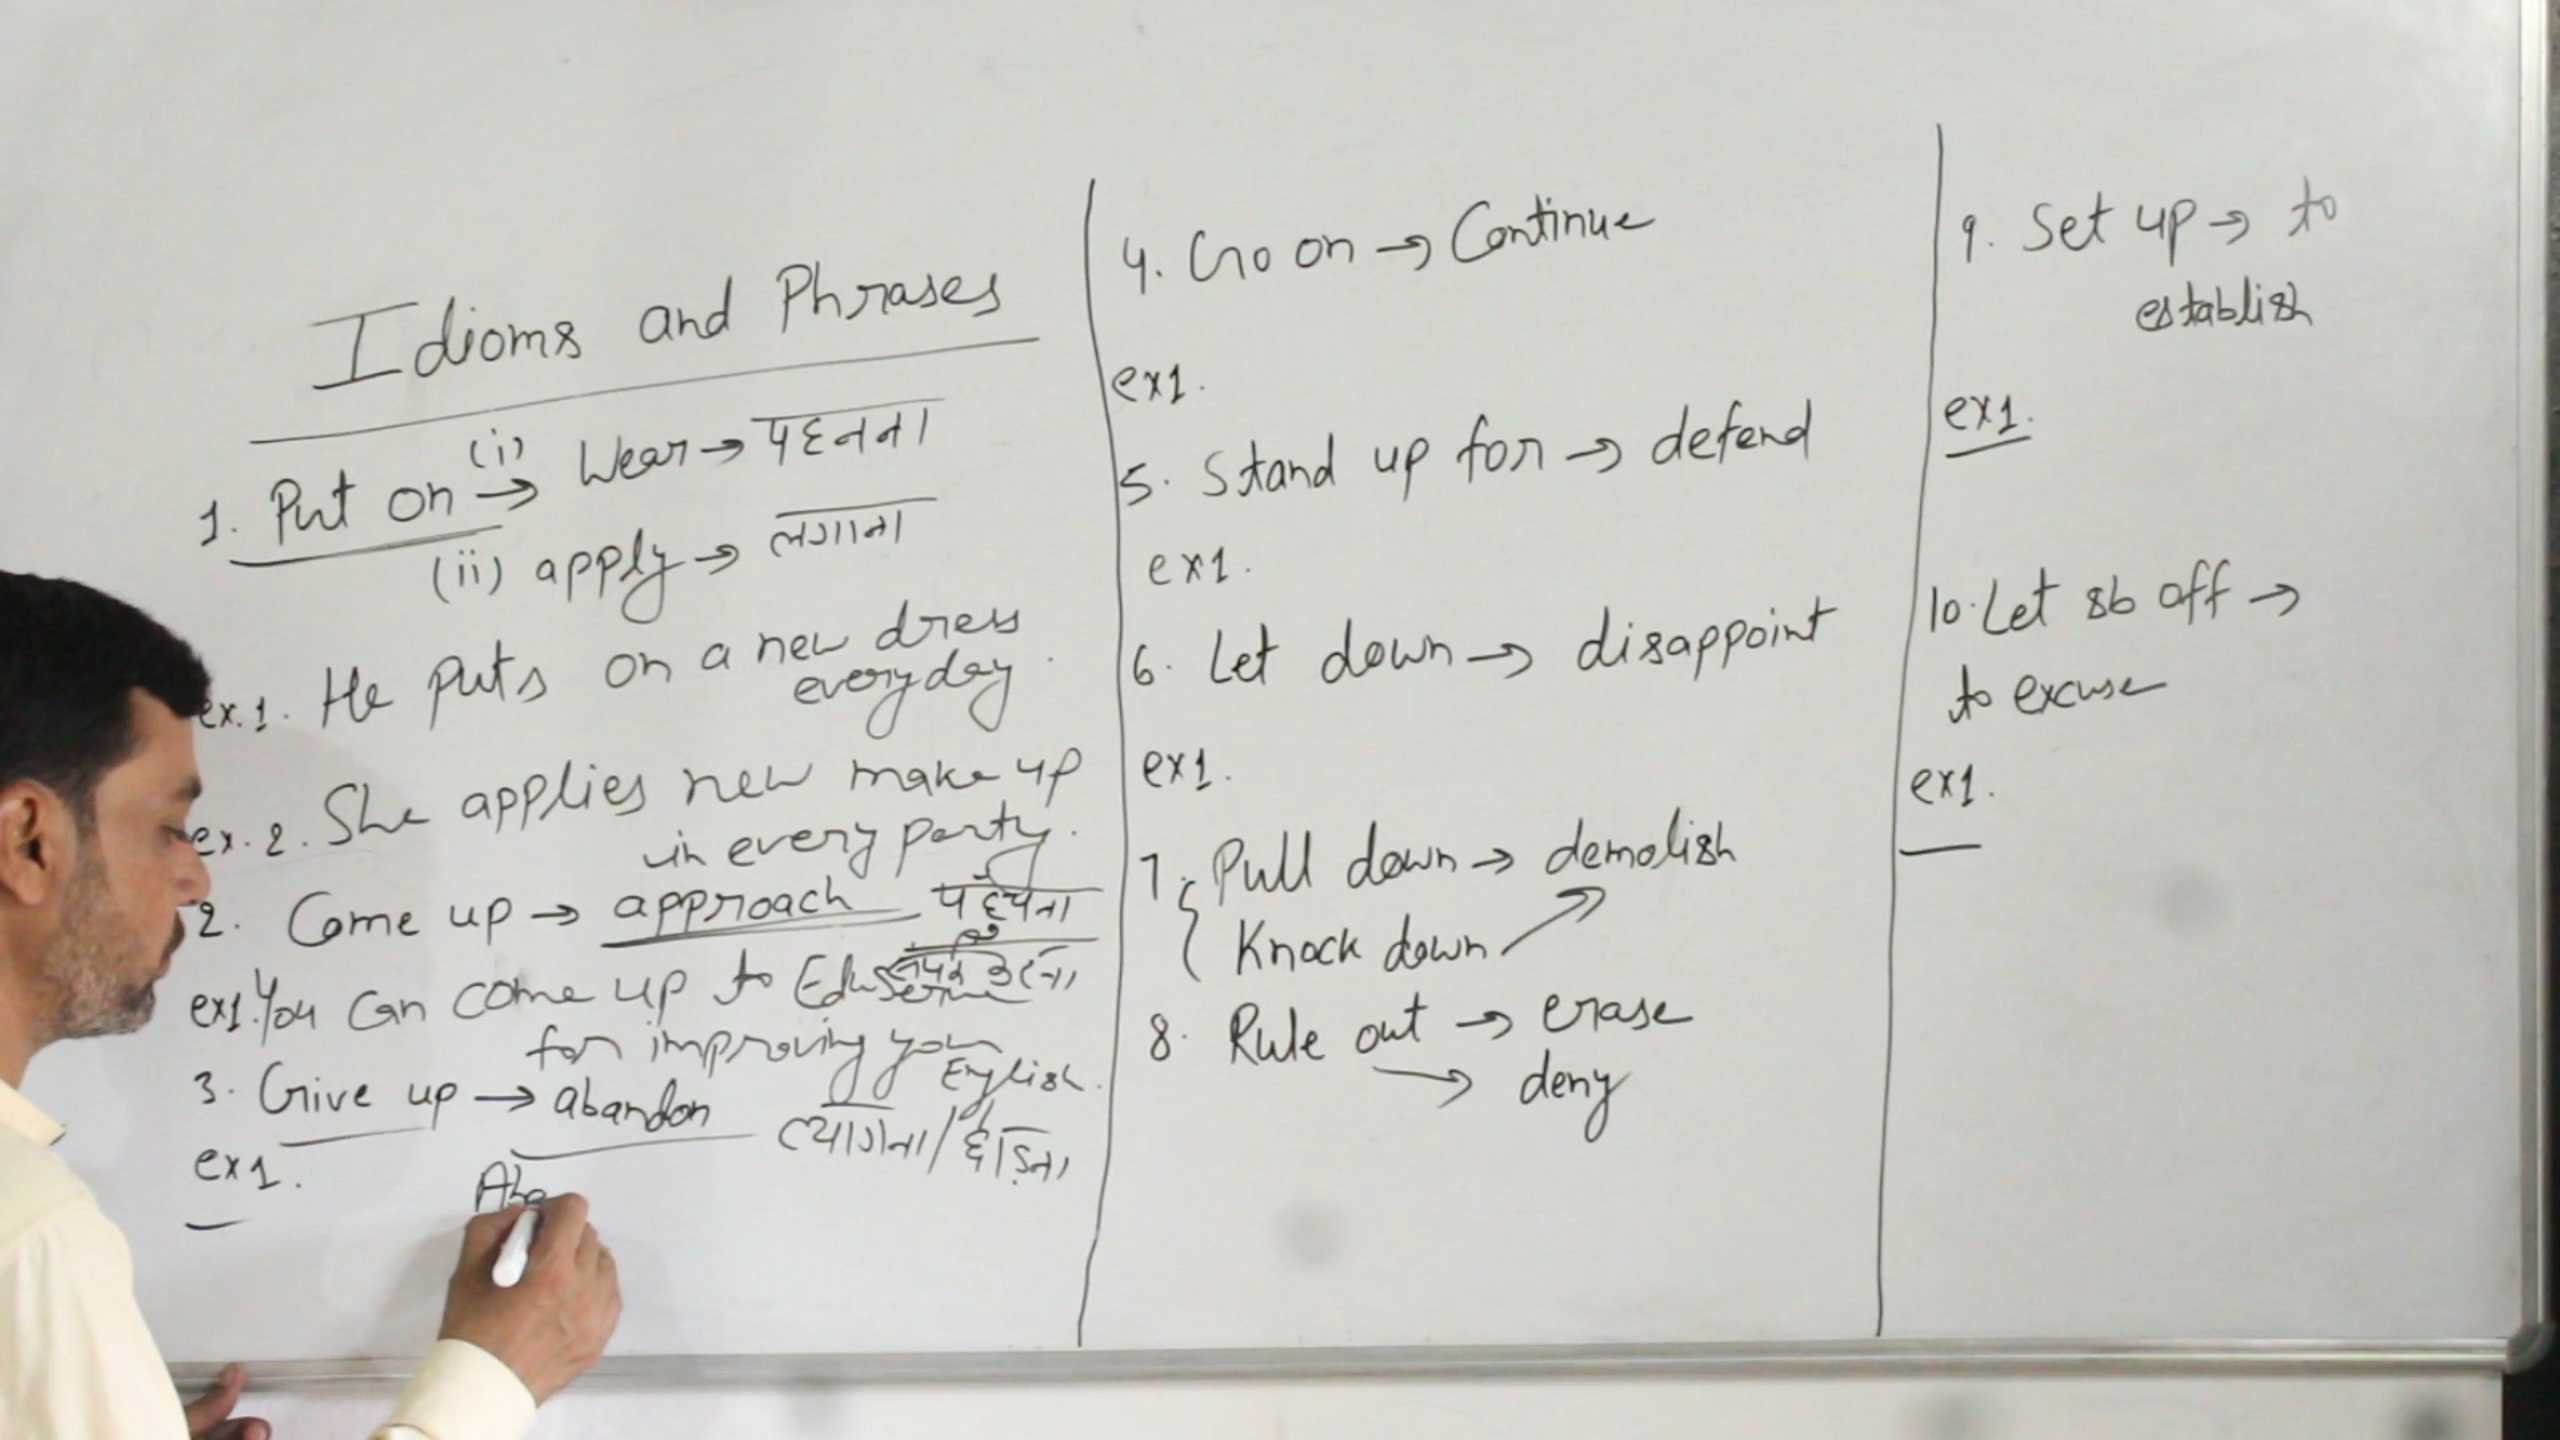 Idioms and Phrases
1. Put on → (i) Wear → पहनना
(ii) apply → लगाना
ex.1. He puts on a new dress
everyday.
ex.2. She applies new make up
in every party.
2. Come up → approach पहुँचना
ex1. You can come up to
for improving your
English.
3. Give up → abandon त्यागना/छोड़ना
ex1.
4. Go on → Continue
ex1.
5. Stand up for → defend
ex1.
6. Let down → disappoint
ex1.
7. Pull down → demolish
Knock down
8. Rule out → erase
→ deny
9. Set up → to
establish
ex1.
10. Let sb off →
to excuse
ex1.